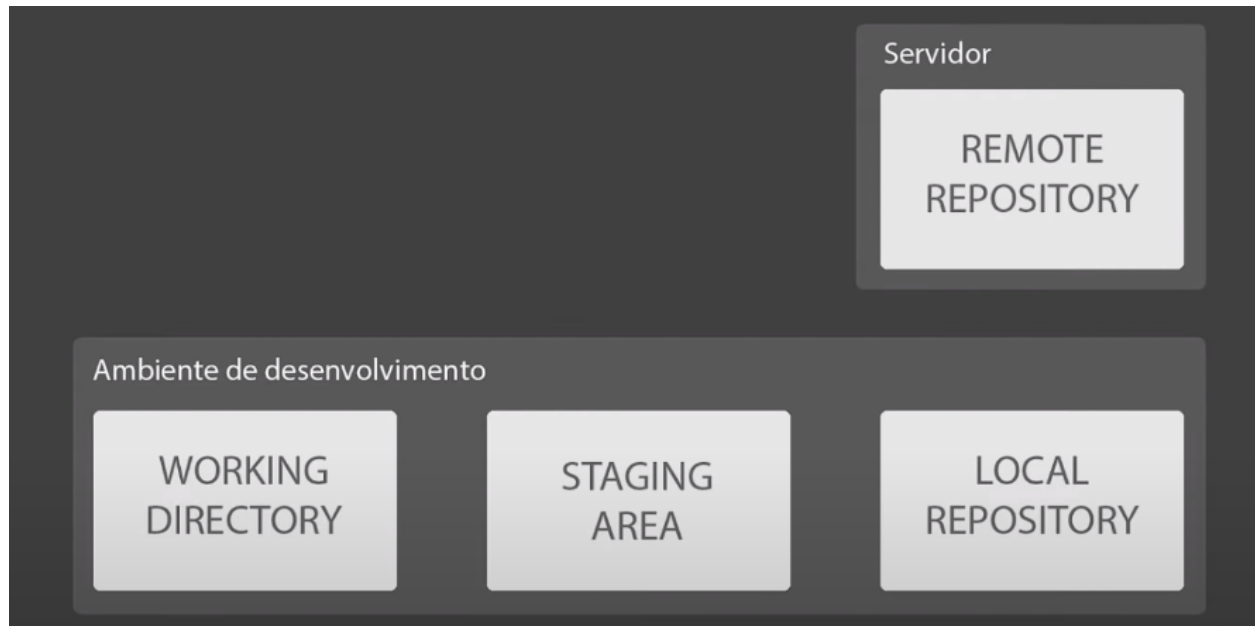 Servidor
REMOTE
REPOSITORY
Ambiente de desenvolvimento
WORKING
DIRECTORY
STAGING
AREA
LOCAL
REPOSITORY